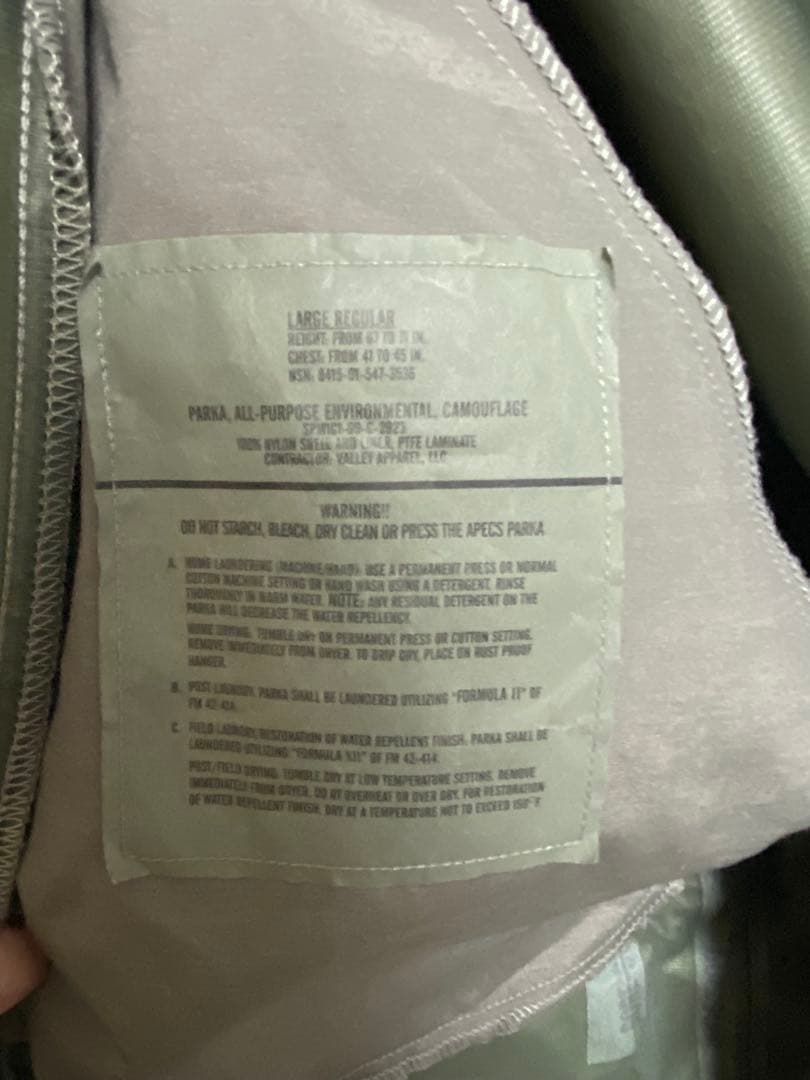 LARGE REGULAR
HEIGHT: FROM 67 TO 71 IN.
CHEST: FROM 41 TO 45 IN.
NSN: 8415-01-547-3536
PARKA, ALL-PURPOSE ENVIRONMENTAL, CAMOUFLAGE
100% NYLON SHELL AND LINER, PTFE LAMINATE
CONTRACTOR: VALLEY APPAREL, LLC
WARNING!!
DO NOT STARCH, BLEACH, DRY CLEAN OR PRESS THE APECS PARKA
A. HOME LAUNDERING (MACHINE/HAND): USE A PERMANENT PRESS OR NORMAL
COTTON MACHINE SETTING OR HAND WASH USING A DETERGENT. RINSE
THOROUGHLY IN WARM WATER. NOTE: ANY RESIDUAL DETERGENT ON THE
PARKA WILL DECREASE THE WATER REPELLENCY.
HOME DRYING: TUMBLE DRY ON PERMANENT PRESS OR COTTON SETTING.
REMOVE IMMEDIATELY FROM DRYER. TO DRIP DRY, PLACE ON RUST PROOF
HANGER.
B. POST LAUNDRY: PARKA SHALL BE LAUNDERED UTILIZING "FORMULA II" OF
FM 42-414.
C. FIELD LAUNDRY/RESTORATION OF WATER REPELLENT FINISH: PARKA SHALL BE
LAUNDERED UTILIZING "FORMULA XII" OF FM 42-414.
POST/FIELD DRYING: TUMBLE DRY AT LOW TEMPERATURE SETTING. REMOVE
IMMEDIATELY FROM DRYER. DO NOT OVERHEAT OR OVER DRY. FOR RESTORATION
OF WATER REPELLENT FINISH, DRY AT A TEMPERATURE NOT TO EXCEED 150° F.